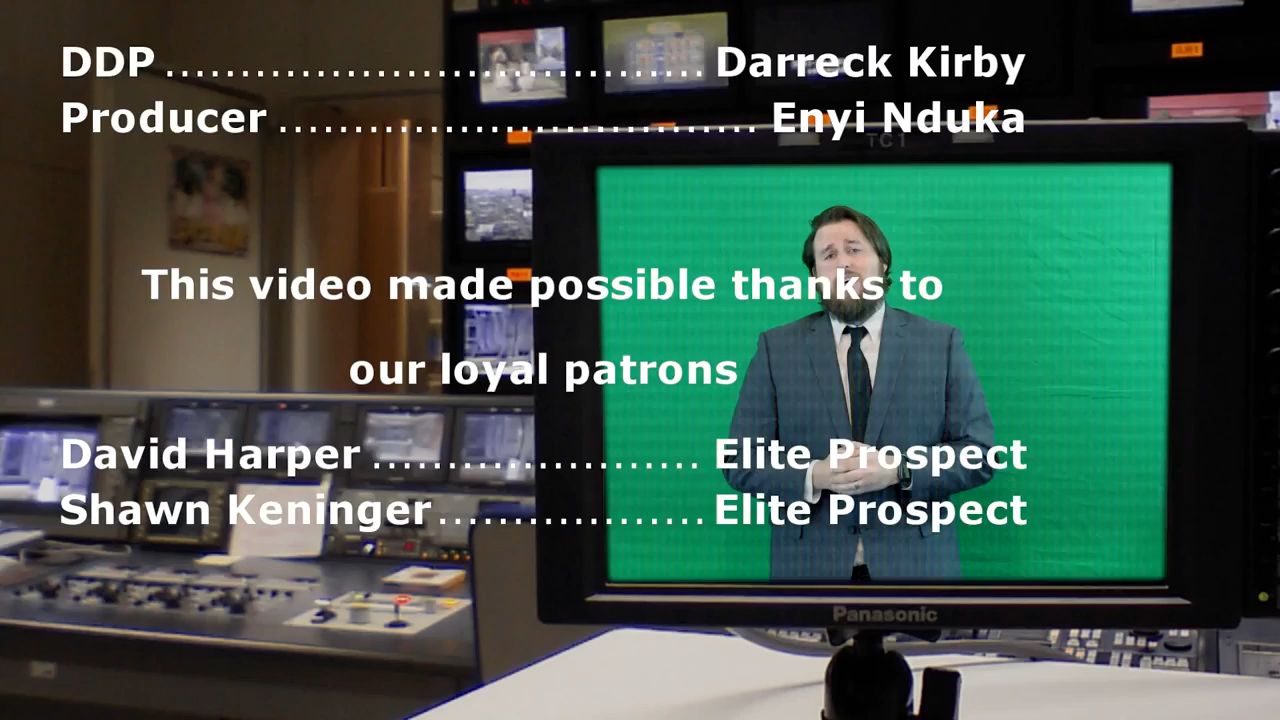 DDP .................................... Darreck Kirby
Producer ................................ Enyi Nduka
TC1
This video made possible thanks to
our loyal patrons
David Harper ...................... Elite Prospect
Shawn Keninger .................. Elite Prospect
Panasonic